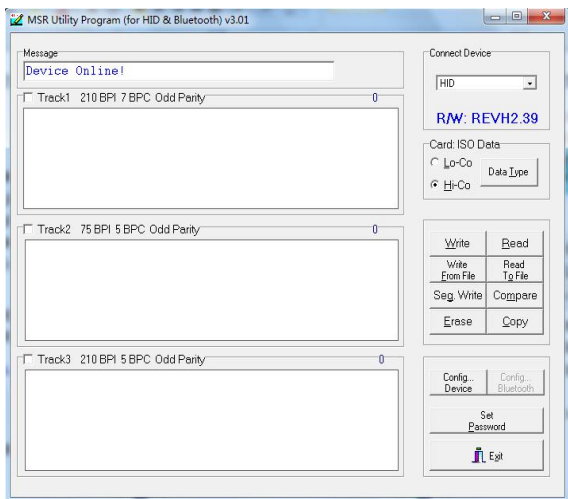 MSR Utility Program (for HID & Bluetooth) v3.01
Message
Device Online!
Track1 210 BPI 7 BPC Odd Parity 0
Track2 75 BPI 5 BPC Odd Parity 0
Track3 210 BPI 5 BPC Odd Parity 0
Connect Device
HID
R/W: REVH2.39
Card: ISO Data
Lo-Co
Hi-Co
Data Type
Write Read
Write From File
Read To File
Seg. Write Compare
Erase Copy
Config... Device
Config... Bluetooth
Set
Password
Exit